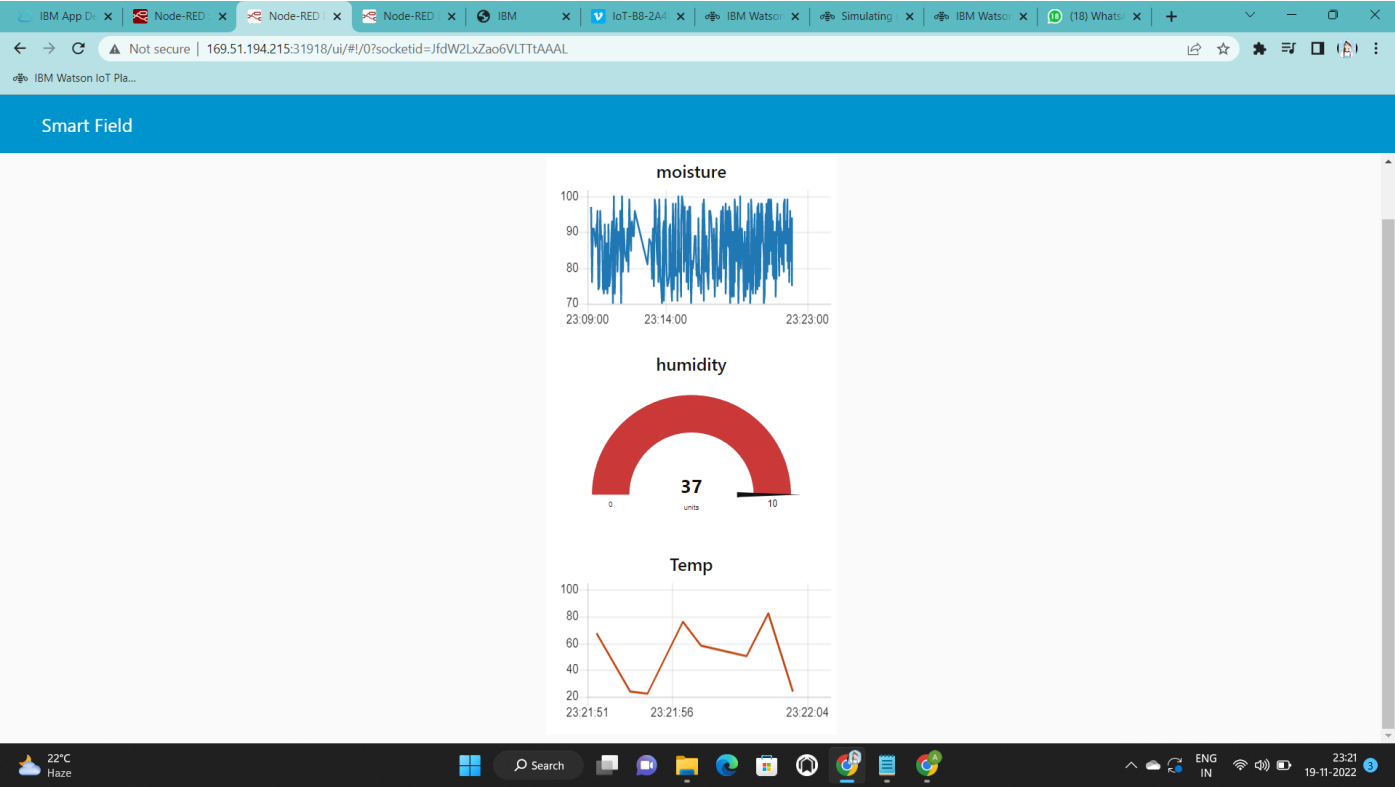 IBM App De
Node-RED
Node-RED
Node-RED
IBM
IoT-B8-2A4
IBM Watson
Simulating
IBM Watson
18
(18) Whats
Not secure | 169.51.194.215:31918/ui/#!/0?socketid=JfdW2LxZao6VLTTtAAAL
IBM Watson IoT Pla...
Smart Field
moisture
100
90
80
70
23:09:00 23:14:00 23:23:00
humidity
37
units
0 10
Temp
100
80
60
40
20
23:21:51 23:21:56 23:22:04
22°C
Haze
Search
A
ENG
IN
23:21
19-11-2022
3